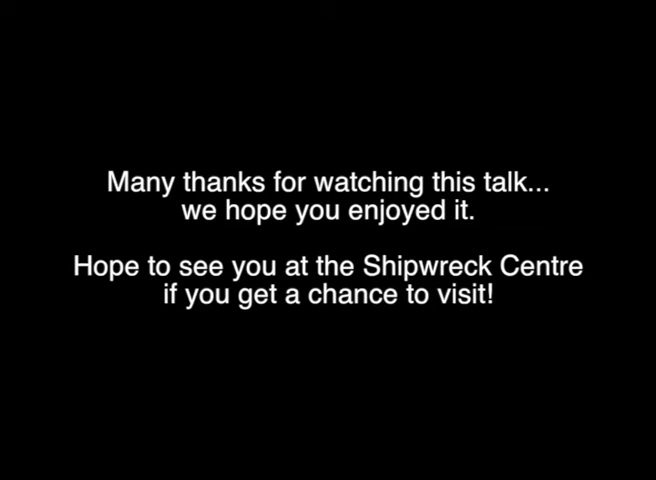 Many thanks for watching this talk...
we hope you enjoyed it.
Hope to see you at the Shipwreck Centre
if you get a chance to visit!